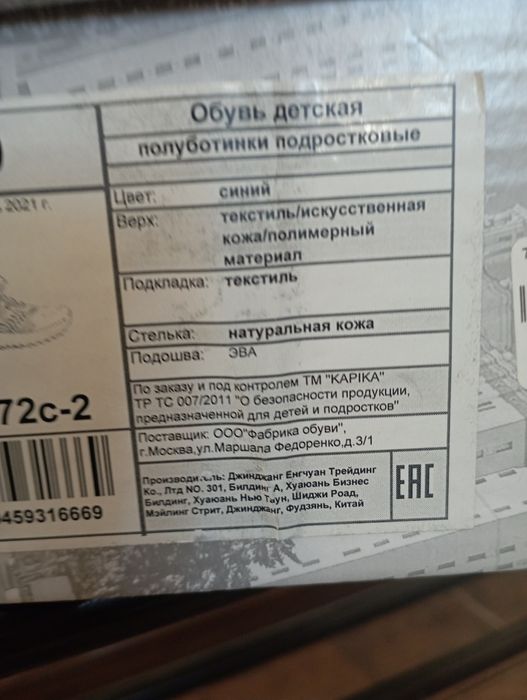 Обувь детская
полуботинки подростковые
2021 г.
Цвет: синий
Верх: текстиль/искусственная
кожа/полимерный
материал
Подкладка: текстиль
Стелька: натуральная кожа
Подошва: ЭВА
72с-2
По заказу и под контролем ТМ "KAPIKA"
ТР ТС 007/2011 "О безопасности продукции,
предназначенной для детей и подростков"
Поставщик: ООО"Фабрика обуви",
г.Москва,ул.Маршала Федоренко,д.3/1
459316669
Производитель: Джинджанг Енгчуан Трейдинг
Ко., Лтд NO. 301, Билдинг А, Хуаюань Бизнес
Билдинг, Хуаюань Нью Таун, Шиджи Роад,
Мэйлинг Стрит, Джинджанг, Фудзянь, Китай
EAC